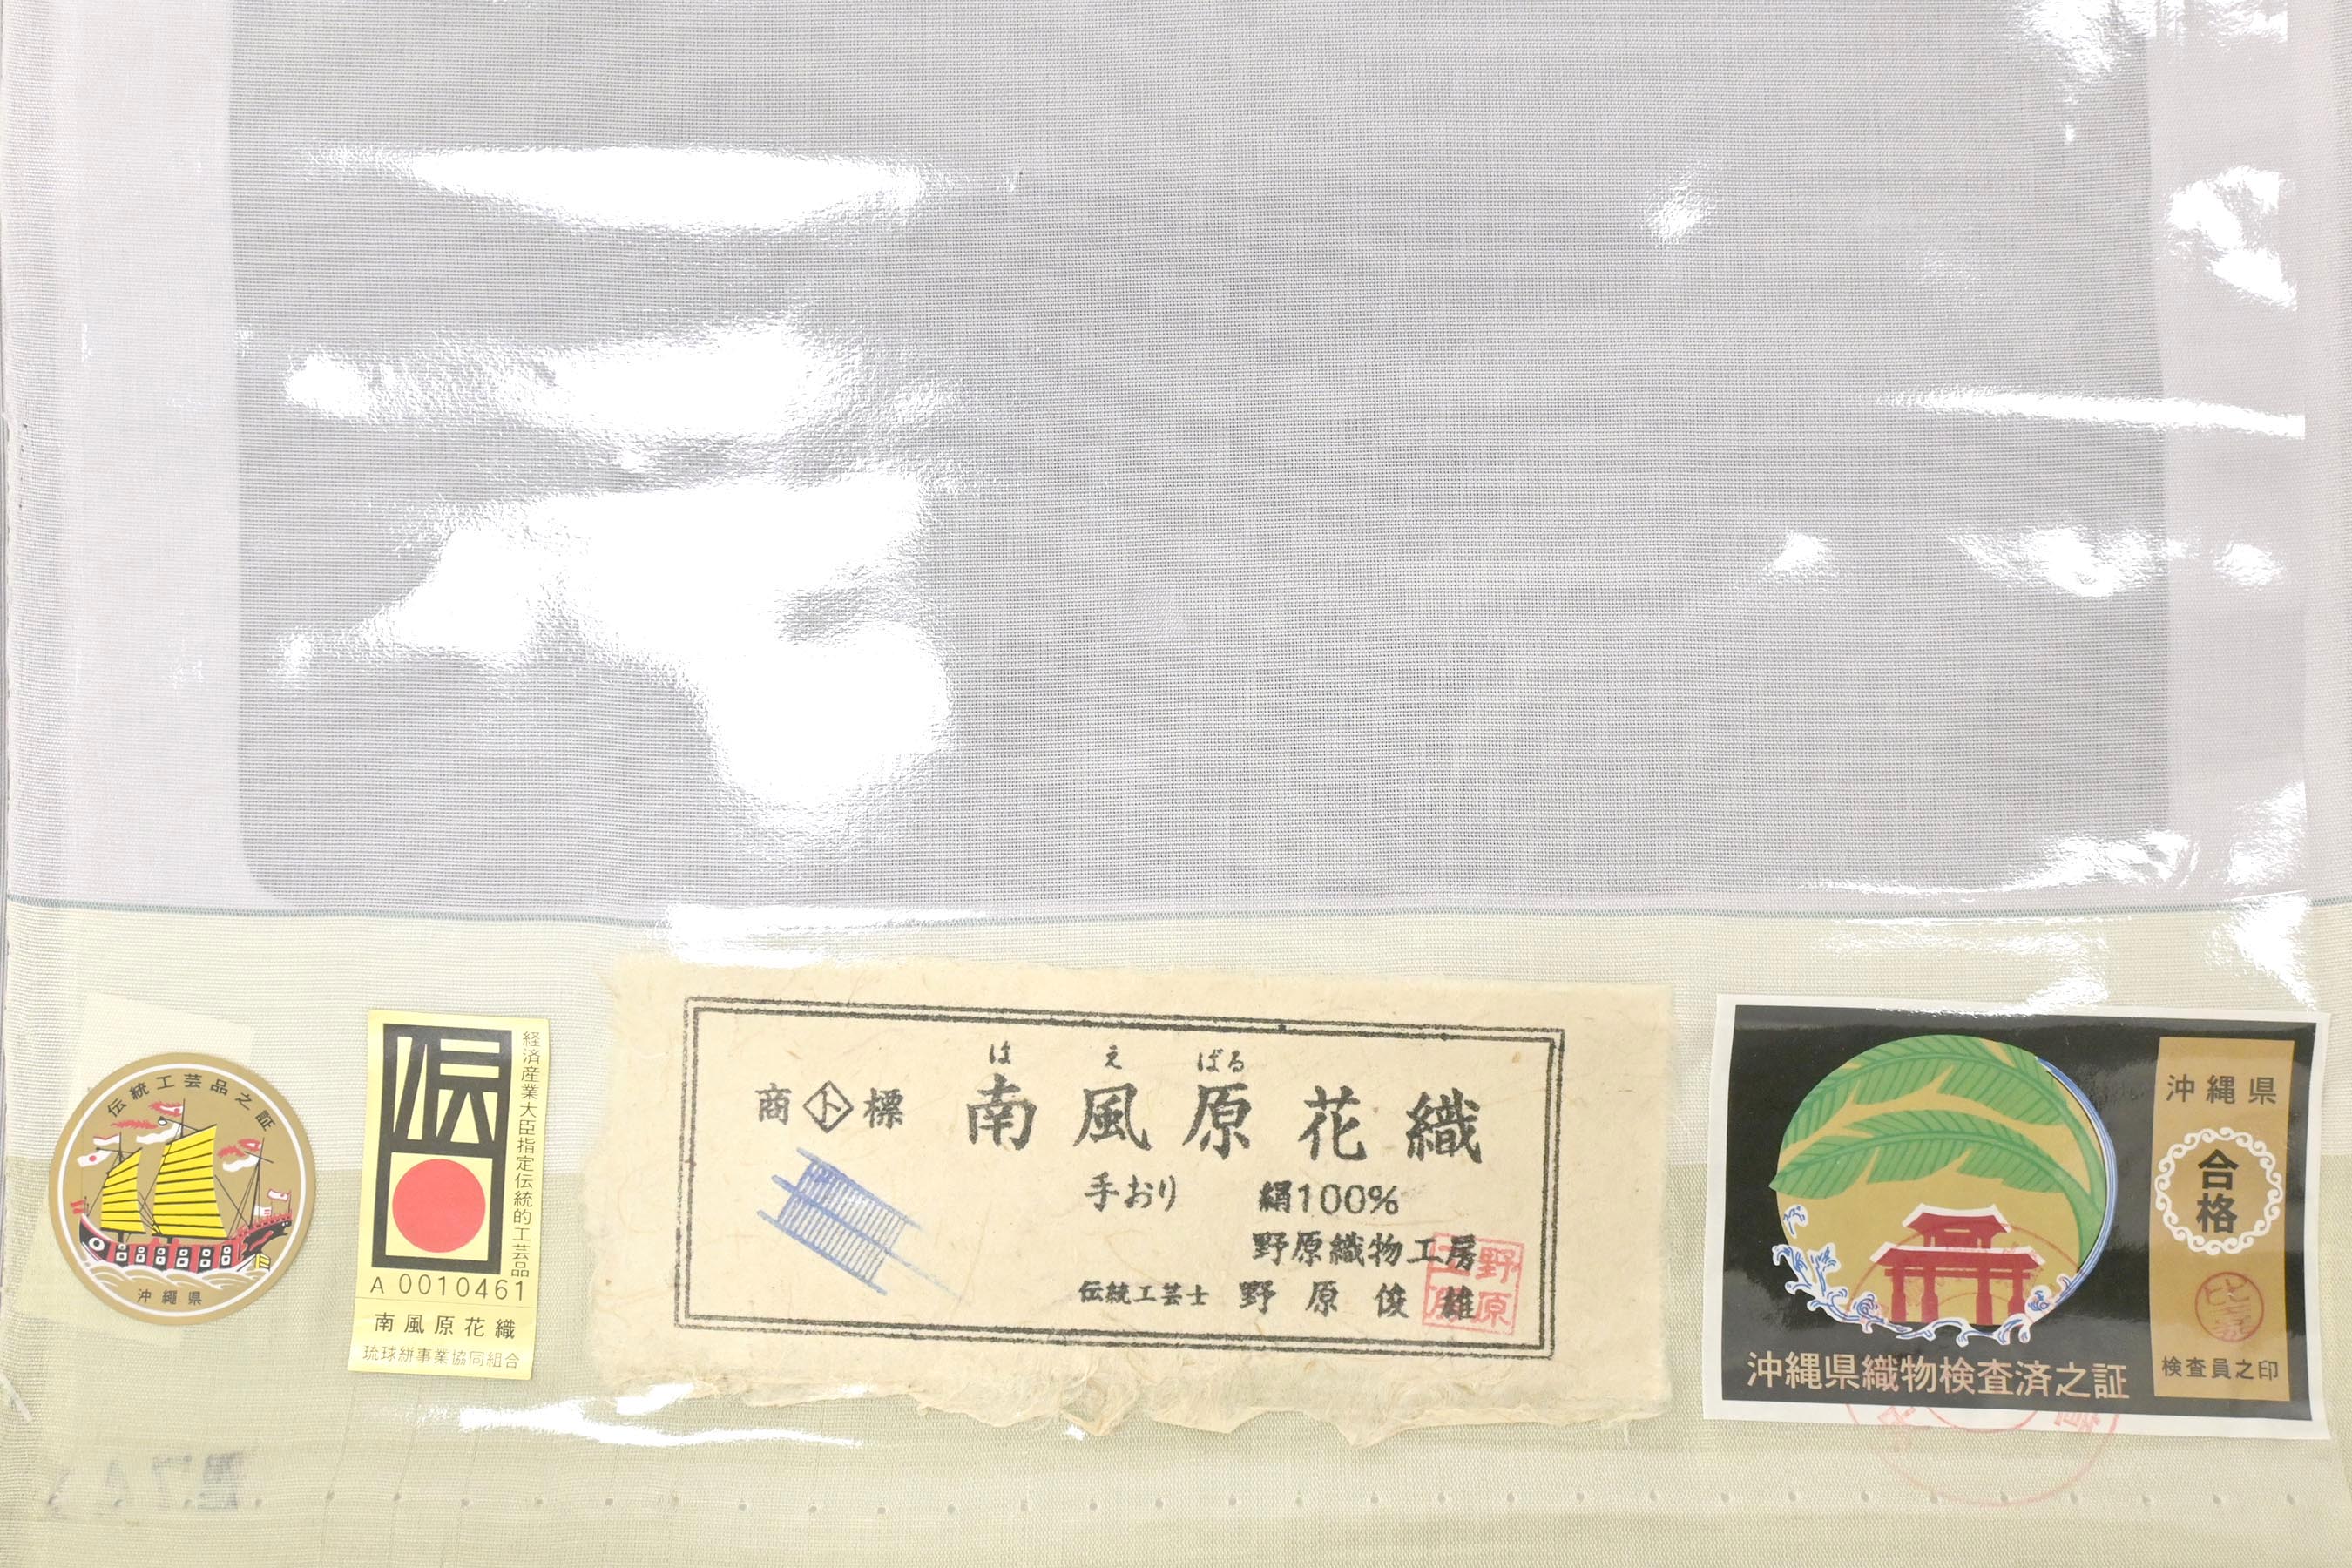 伝統工芸品之証
沖縄県
伝
経済産業大臣指定伝統的工芸品
A 0010461
南風原花織
琉球絣事業協同組合
は え ばる
商 ト 標 南風原花織
手おり 絹100%
野原織物工房
伝統工芸士 野原俊雄
野原
工房
沖縄県
合格
検査員之印
沖縄県織物検査済之証